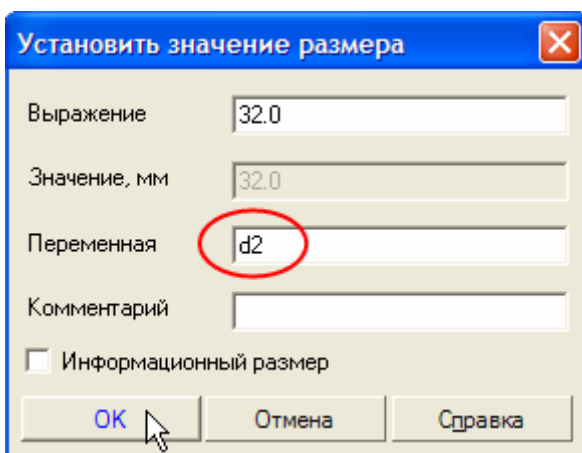 Установить значение размера
Выражение 32.0
Значение, мм 32.0
Переменная d2
Комментарий
Информационный размер
OK Отмена Справка